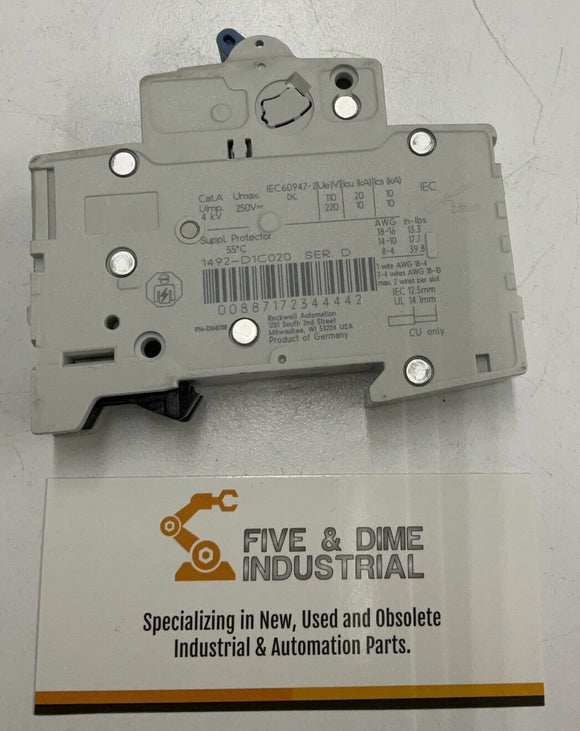 IEC60947-2 Ue(V) Icu (kA) Ics (kA)
DC 110 20 10
220 10 10
Cat.A Umax.
Uimp. 250V
4 kV
IEC
Suppl. Protector
55°C
1492-D1C020 SER. D
00887172344442
AWG in-lbs
18-16 13.3
14-10 17.7
8-4 39.8
1 wire AWG 18-4
2-4 wires AWG 18-10
max. 2 wires per slot.
IEC 12.5mm
UL 14.1mm
CU only
Rockwell Automation
1201 South 2nd Street
Milwaukee, WI 53204 USA
Product of Germany
FIVE & DIME
INDUSTRIAL
Specializing in New, Used and Obsolete
Industrial & Automation Parts.